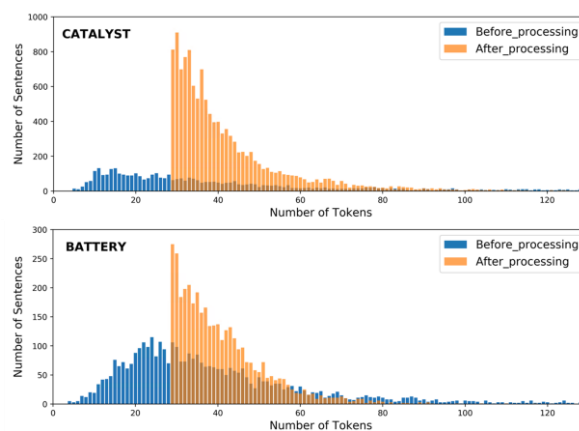 CATALYST
Before_processing
After_processing
Number of Sentences
1000
800
600
400
200
0
0 20 40 60 80 100 120
Number of Tokens
BATTERY
Before_processing
After_processing
Number of Sentences
300
250
200
150
100
50
0
0 20 40 60 80 100 120
Number of Tokens